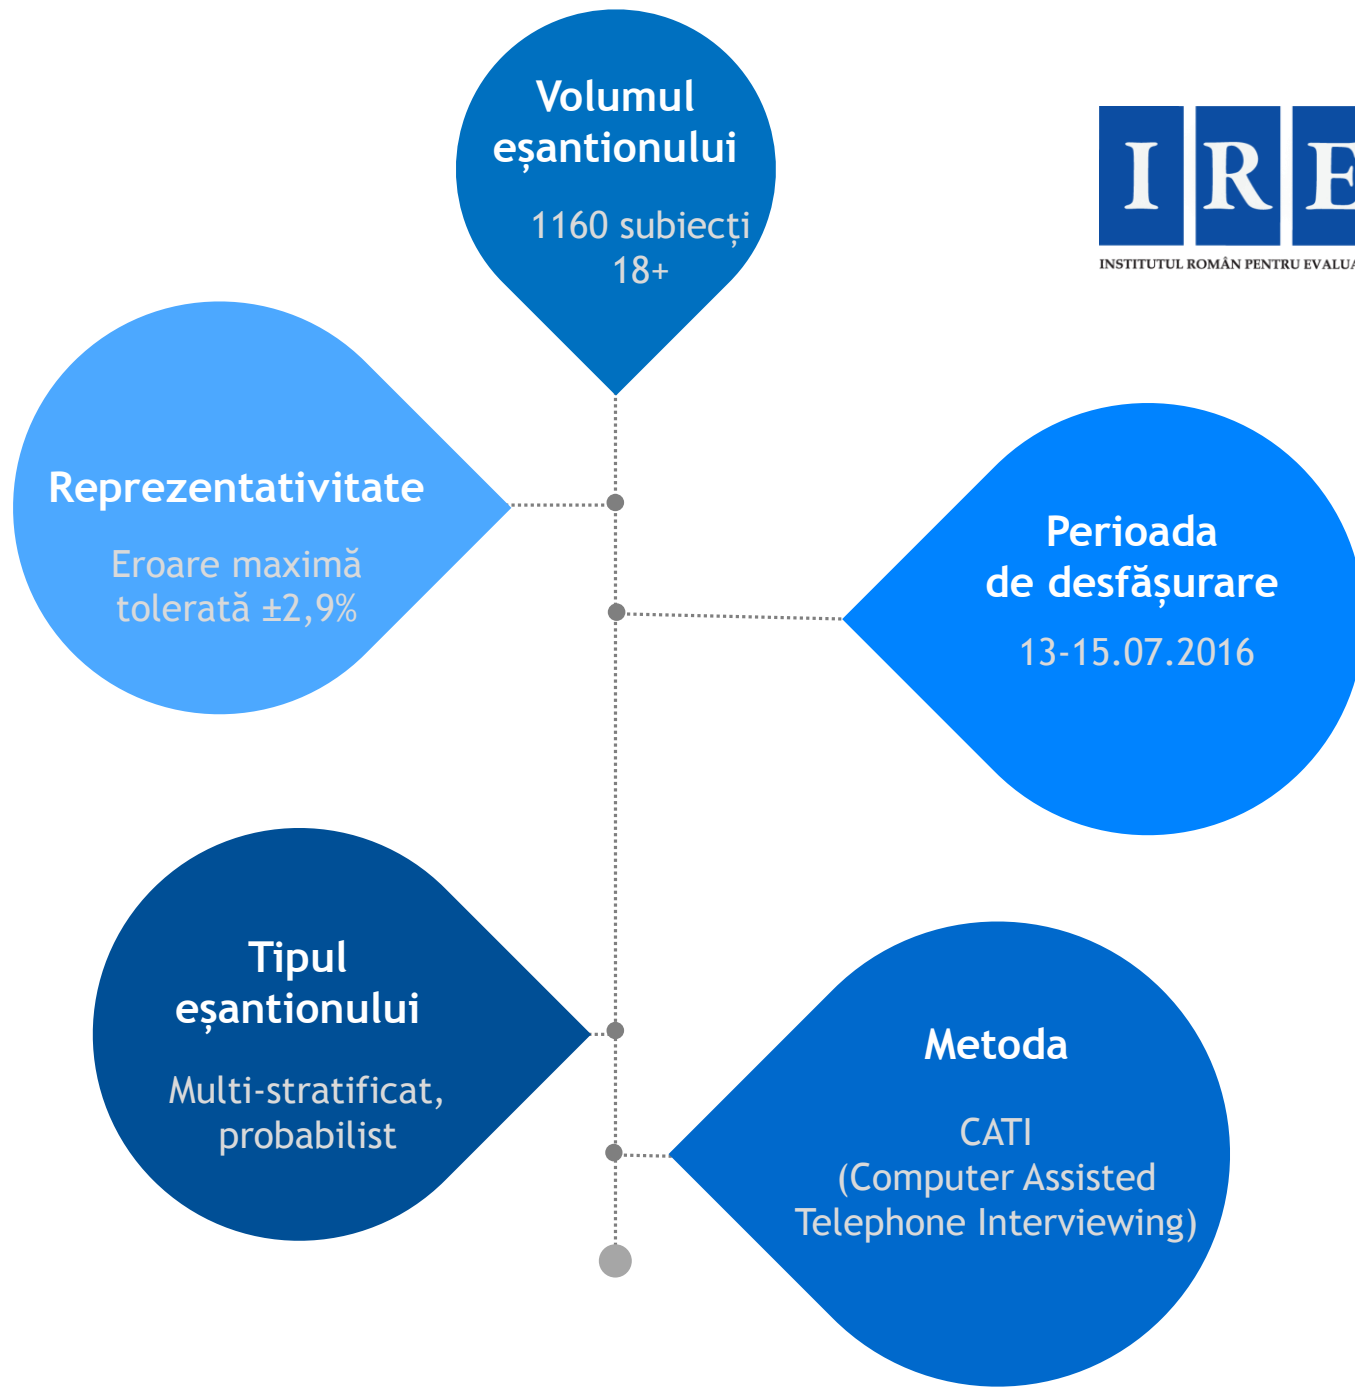 Volumul
eșantionului
1160 subiecți
18+
IRE
INSTITUTUL ROMÂN PENTRU
Reprezentativitate
Eroare maximă
tolerată ±2,9%
Perioada
de desfășurare
13-15.07.2016
Tipul
eșantionului
Multi-stratificat,
probabilist
Metoda
CATI
(Computer Assisted
Telephone Interviewing)